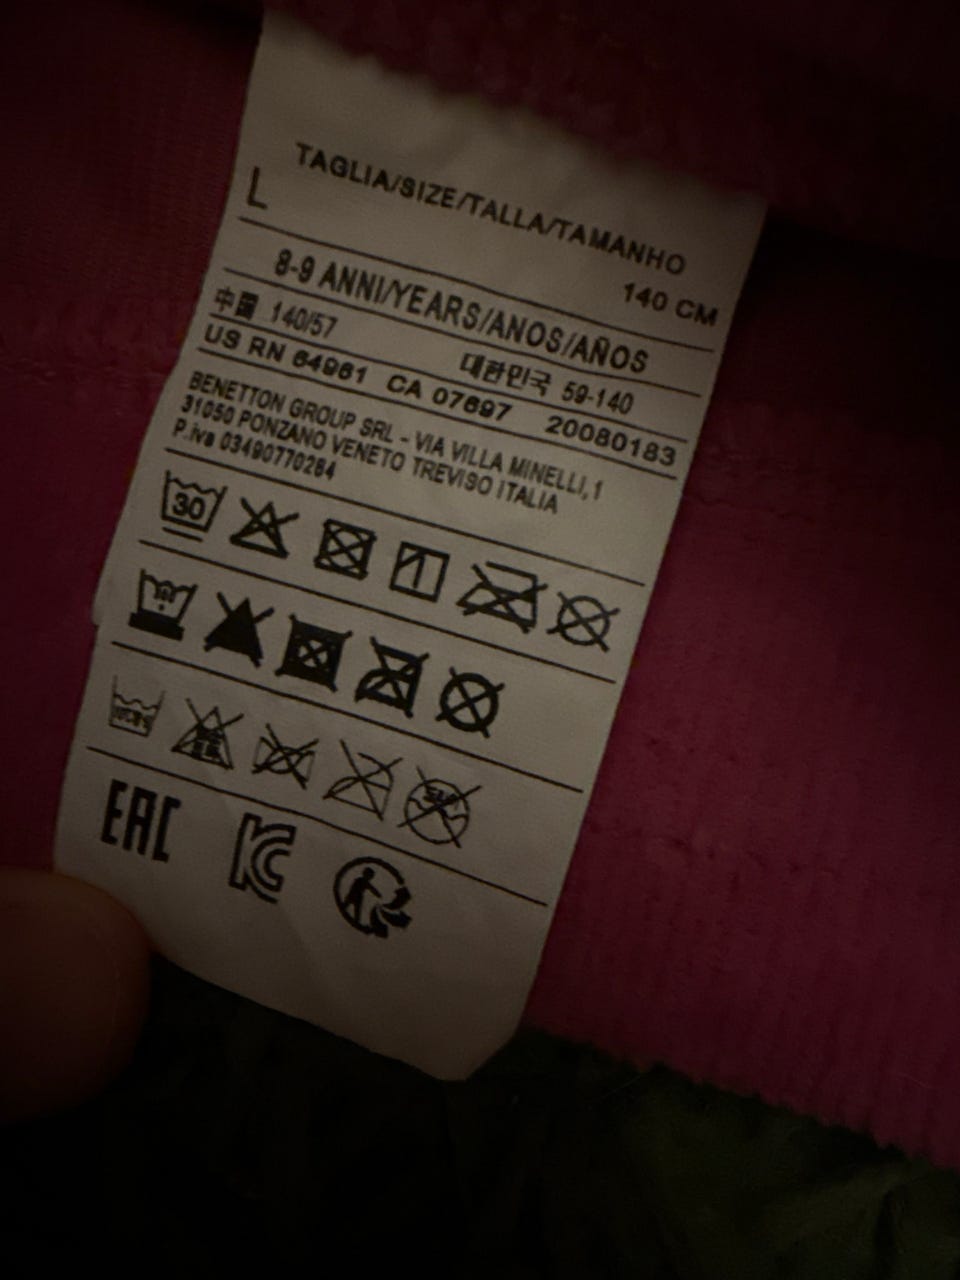 TAGLIA/SIZE/TALLA/TAMANHO
L 140 CM
8-9 ANNI/YEARS/ANOS/AÑOS
中國 140/57 대한민국 59-140
US RN 64961 CA 07697 20080183
BENETTON GROUP SRL - VIA VILLA MINELLI,1
31050 PONZANO VENETO TREVISO ITALIA
P.iva 03490770264
30
EAC
KC